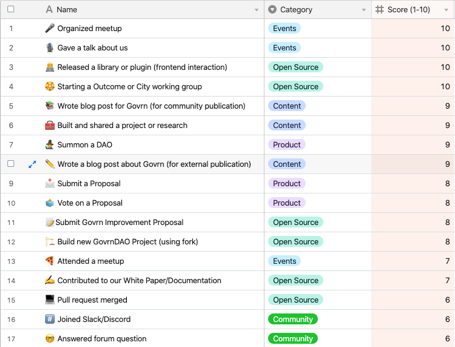 Name Category Score (1-10)
1 Organized meetup Events 10
2 Gave a talk about us Events 10
3 Released a library or plugin (frontend interaction) Open Source 10
4 Starting a Outcome or City working group Open Source 10
5 Wrote blog post for Govrn (for community publication) Content 9
6 Built and shared a project or research Content 9
7 Summon a DAO Product 9
Wrote a blog post about Govrn (for external publication) Content 9
9 Submit a Proposal Product 8
10 Vote on a Proposal Product 8
11 Submit Govrn Improvement Proposal Open Source 8
12 Build new GovrnDAO Project (using fork) Open Source 8
13 Attended a meetup Events 7
14 Contributed to our White Paper/Documentation Open Source 7
15 Pull request merged Open Source 6
16 Joined Slack/Discord Community 6
17 Answered forum question Community 6